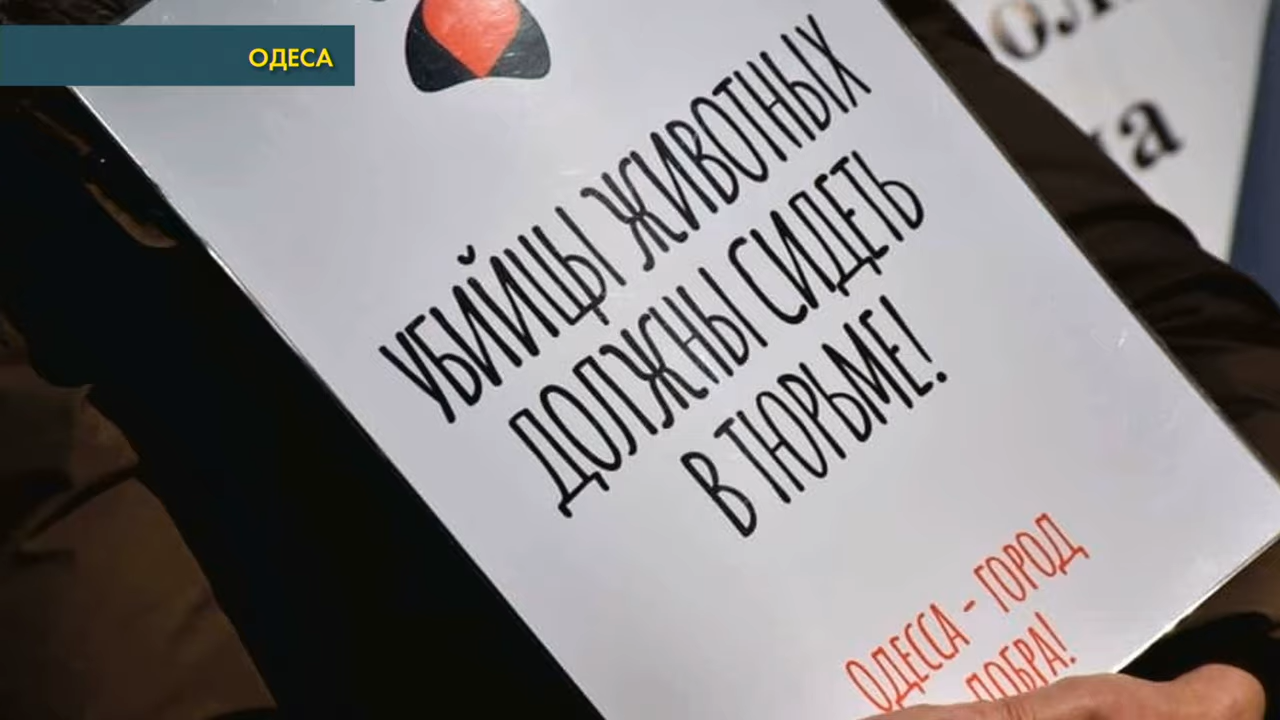 ОДЕСА
УБИЙЦЫ ЖИВОТНЫХ
ДОЛЖНЫ СИДЕТЬ
В ТЮРЬМЕ!
ОДЕССА - ГОРОД
ДОБРА!